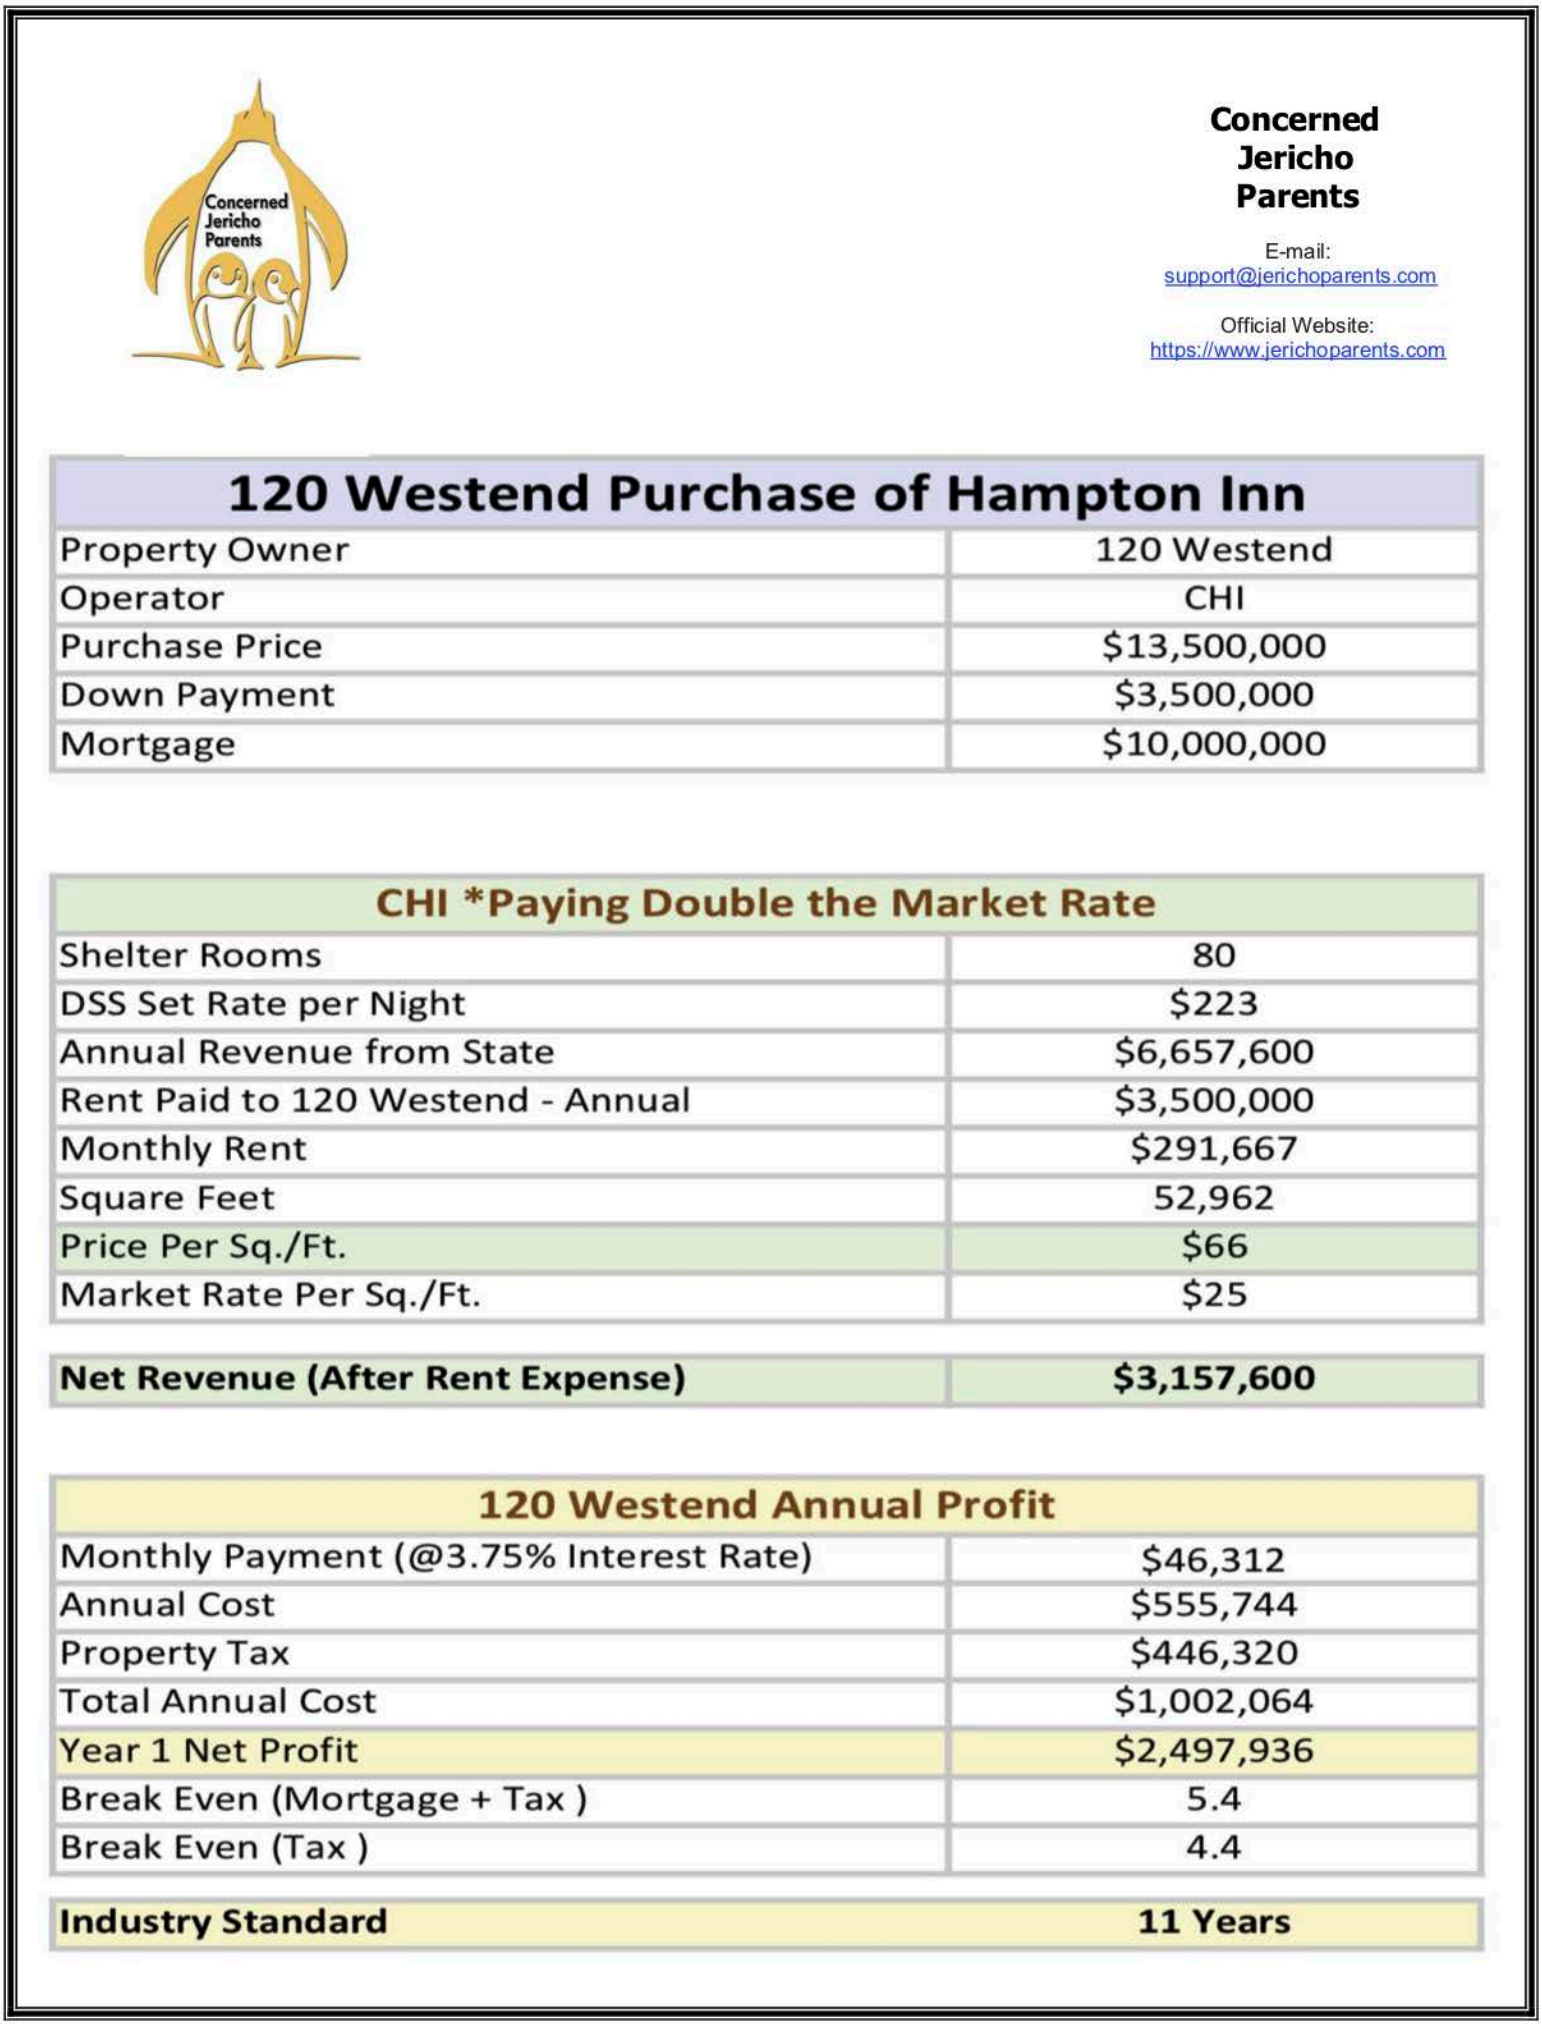 Concerned
Jericho
Parents
Concerned
Jericho
Parents
E-mail:
support@jerichoparents.com
Official Website:
https://www.jerichoparents.com
120 Westend Purchase of Hampton Inn
Property Owner 120 Westend
Operator CHI
Purchase Price $13,500,000
Down Payment $3,500,000
Mortgage $10,000,000
CHI *Paying Double the Market Rate
Shelter Rooms 80
DSS Set Rate per Night $223
Annual Revenue from State $6,657,600
Rent Paid to 120 Westend - Annual $3,500,000
Monthly Rent $291,667
Square Feet 52,962
Price Per Sq./Ft. $66
Market Rate Per Sq./Ft. $25
Net Revenue (After Rent Expense) $3,157,600
120 Westend Annual Profit
Monthly Payment (@3.75% Interest Rate) $46,312
Annual Cost $555,744
Property Tax $446,320
Total Annual Cost $1,002,064
Year 1 Net Profit $2,497,936
Break Even (Mortgage + Tax ) 5.4
Break Even (Tax ) 4.4
Industry Standard 11 Years